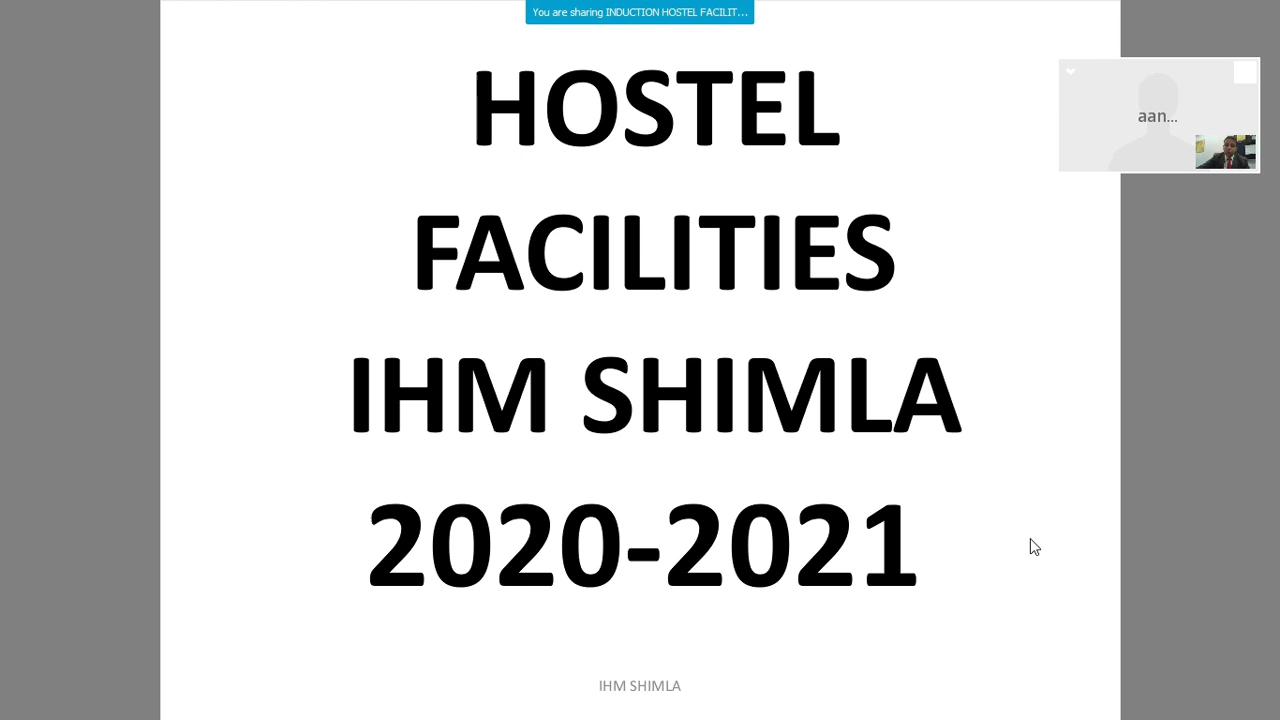 You are sharing INDUCTION HOSTEL FACILIT...
HOSTEL
FACILITIES
IHM SHIMLA
2020-2021
aan...
IHM SHIMLA